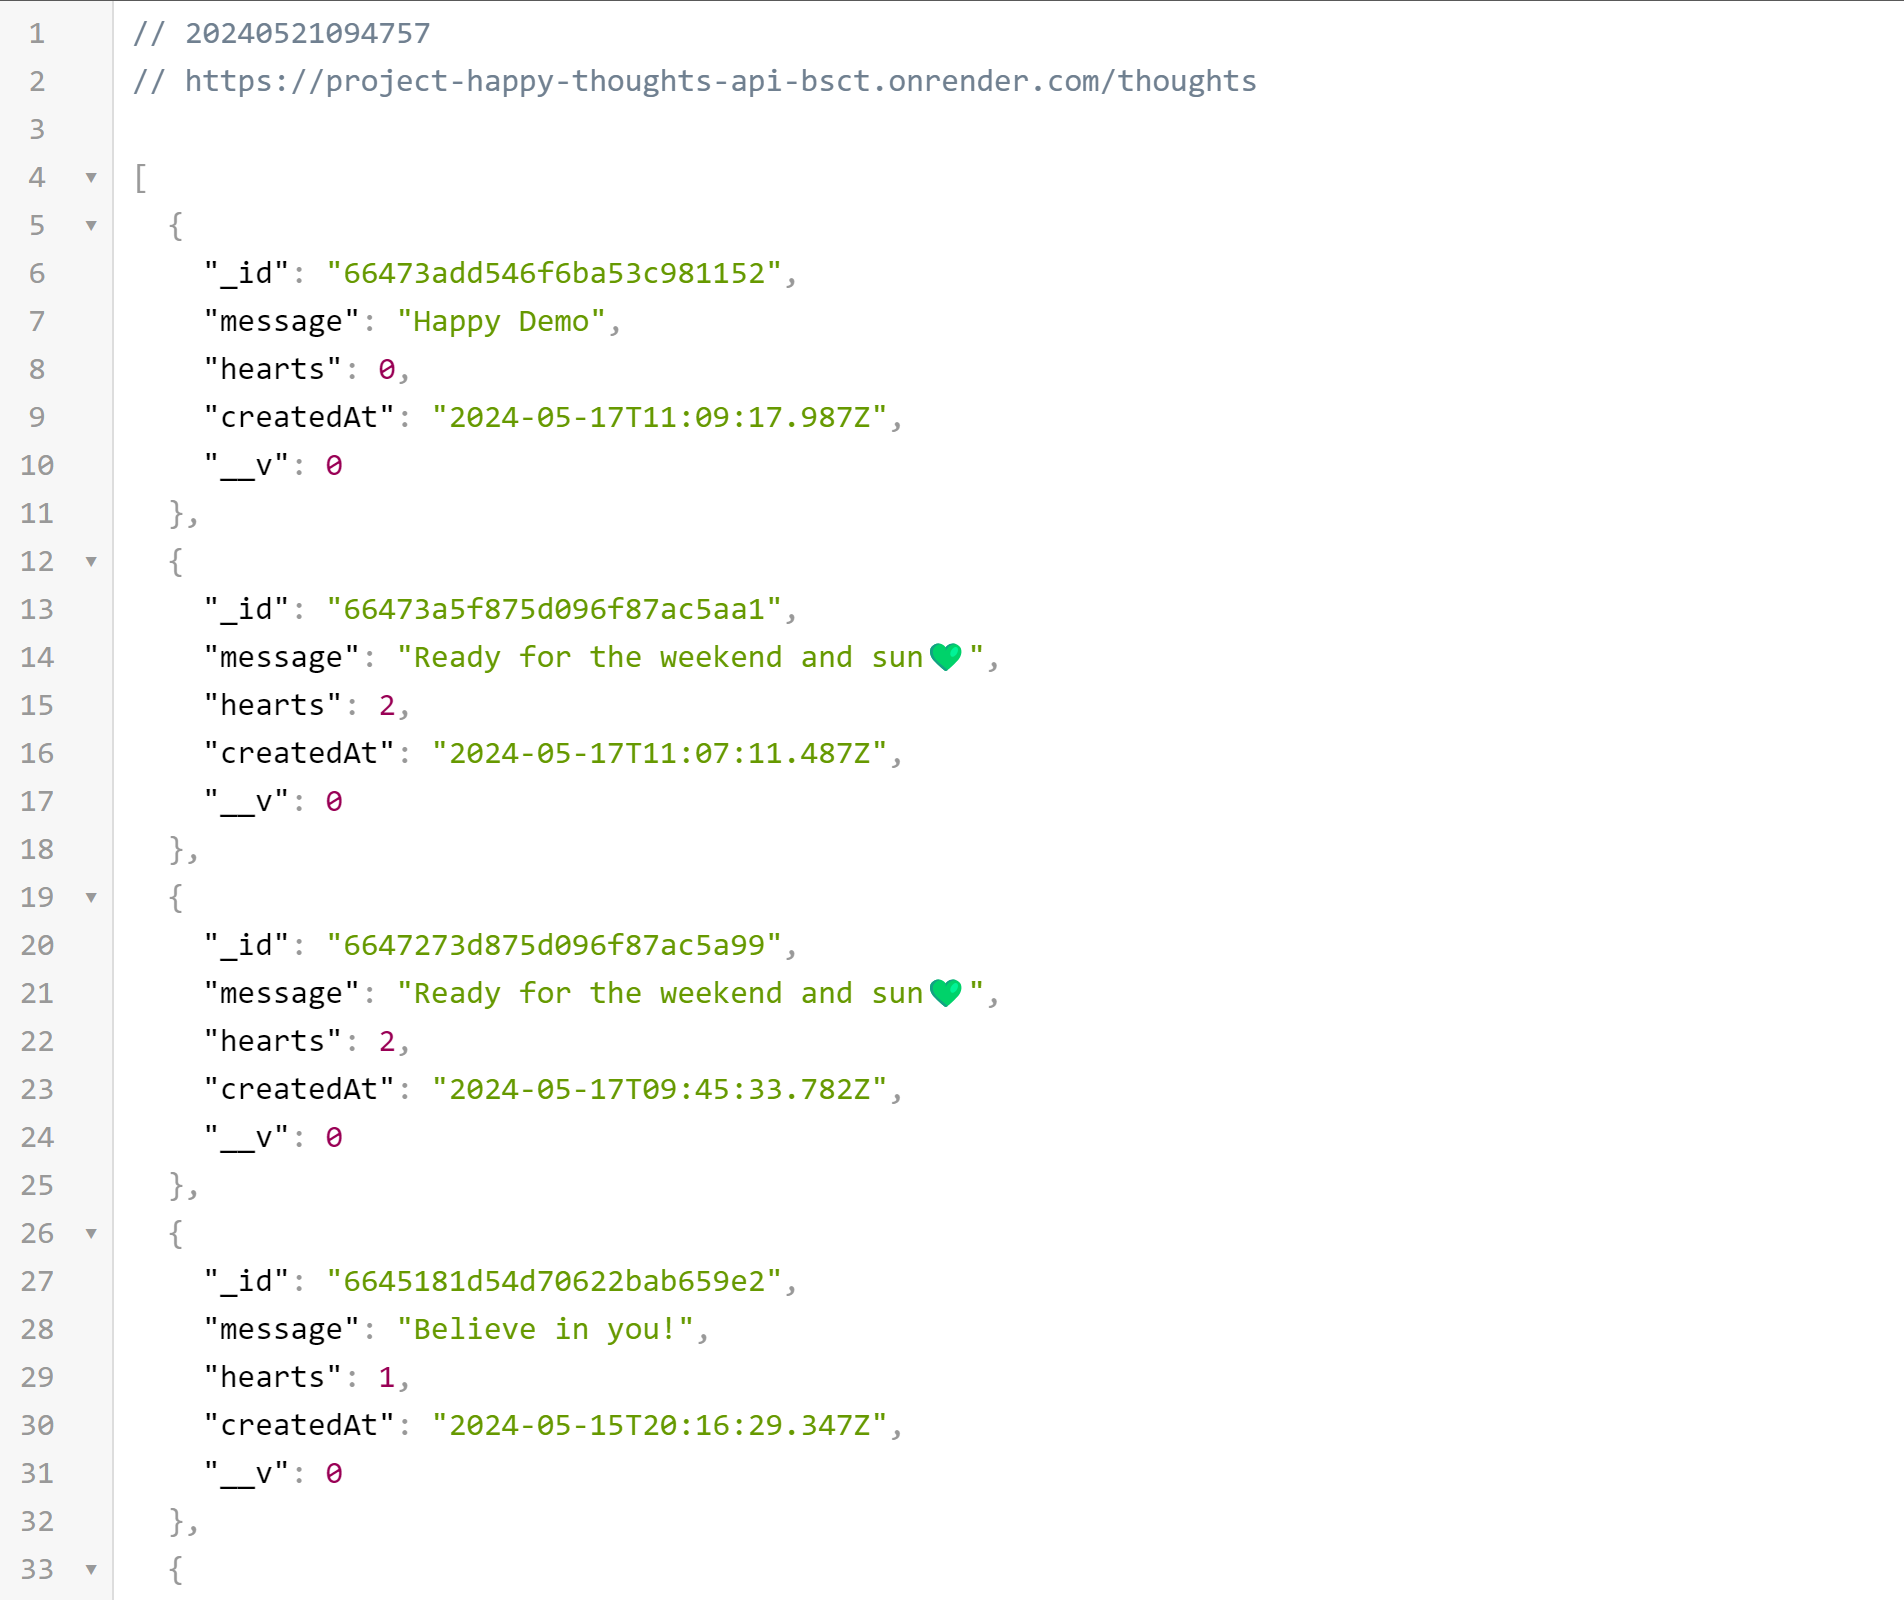 1 // 20240521094757
2 // https://project-happy-thoughts-api-bsct.onrender.com/thoughts
3
4 ▼ [
5 ▼ {
6 "_id": "66473add546f6ba53c981152",
7 "message": "Happy Demo",
8 "hearts": 0,
9 "createdAt": "2024-05-17T11:09:17.987Z",
10 "__v": 0
11 },
12 ▼ {
13 "_id": "66473a5f875d096f87ac5aa1",
14 "message": "Ready for the weekend and sun💚",
15 "hearts": 2,
16 "createdAt": "2024-05-17T11:07:11.487Z",
17 "__v": 0
18 },
19 ▼ {
20 "_id": "6647273d875d096f87ac5a99",
21 "message": "Ready for the weekend and sun💚",
22 "hearts": 2,
23 "createdAt": "2024-05-17T09:45:33.782Z",
24 "__v": 0
25 },
26 ▼ {
27 "_id": "6645181d54d70622bab659e2",
28 "message": "Believe in you!",
29 "hearts": 1,
30 "createdAt": "2024-05-15T20:16:29.347Z",
31 "__v": 0
32 },
33 ▼ {